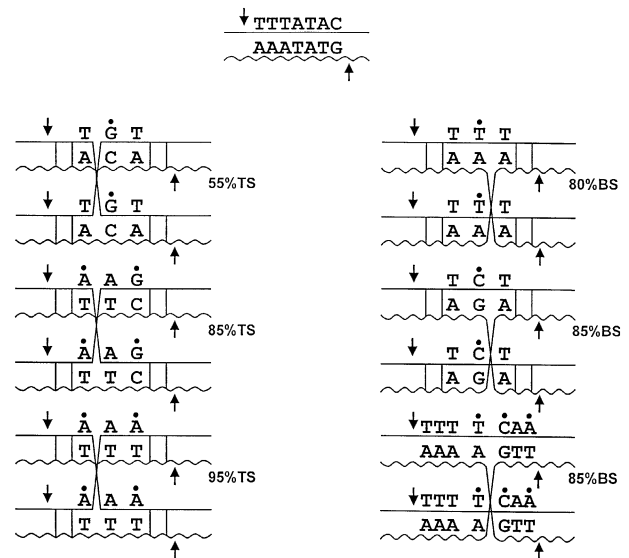 TTTATAC
AAATATG
T G T
A C A
55%TS
T G T
A C A
A A G
T T C
85%TS
A A G
T T C
A A A
T T T
95%TS
A A A
T T T
T T T
A A A
80%BS
T T T
A A A
T C T
A G A
85%BS
T C T
A G A
TTT T CAA
AAA A GTT
85%BS
TTT T CAA
AAA A GTT